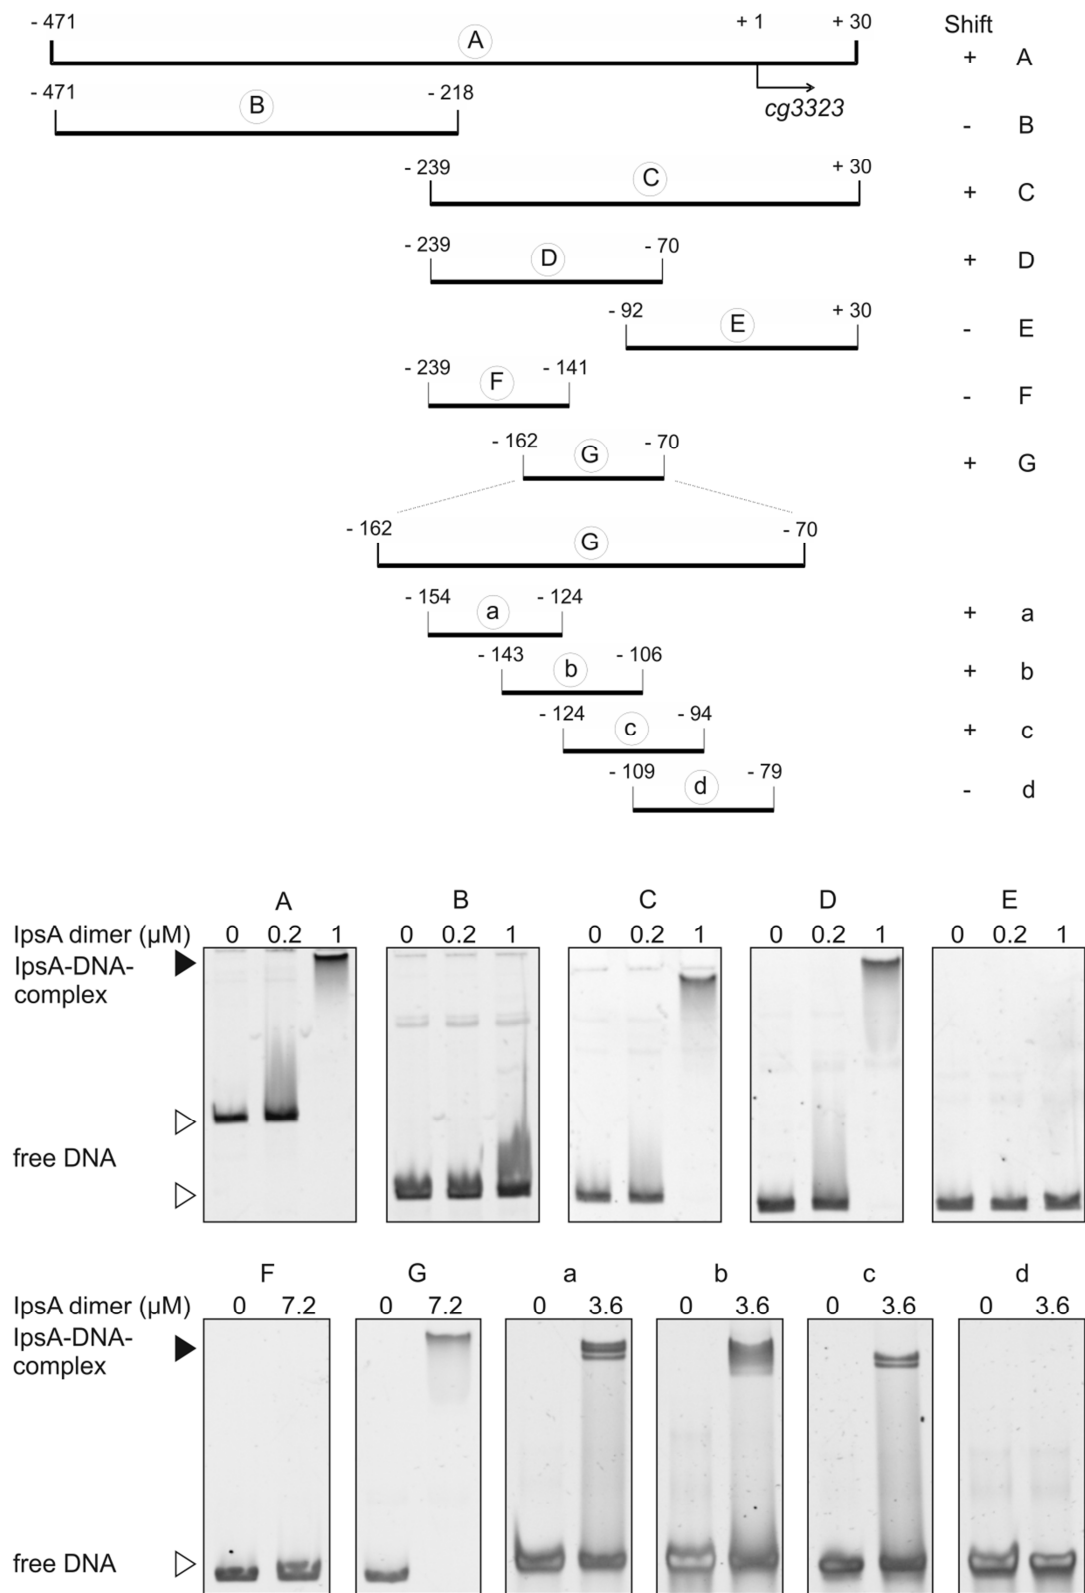 - 471 + 1 + 30 Shift
A + A
cg3323
- 471 - 218
B - B
- 239 + 30
C + C
- 239 - 70
D + D
- 92 + 30
E - E
- 239 - 141
F - F
- 162 - 70
G + G
- 162 - 70
G
- 154 - 124
a + a
- 143 - 106
b + b
- 124 - 94
c + c
- 109 - 79
d - d
A B C D E
IpsA dimer (µM) 0 0.2 1 0 0.2 1 0 0.2 1 0 0.2 1 0 0.2 1
IpsA-DNA-
complex
free DNA
F G a b c d
IpsA dimer (µM) 0 7.2 0 7.2 0 3.6 0 3.6 0 3.6 0 3.6
IpsA-DNA-
complex
free DNA